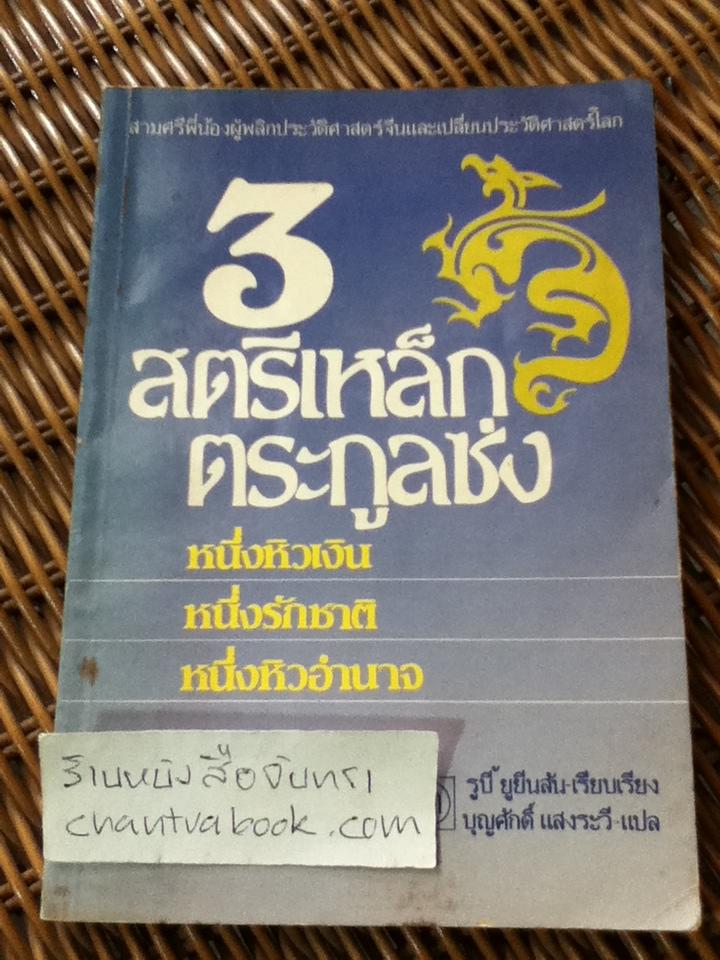 สามศรีพี่น้องผู้พลิกประวัติศาสตร์จีนและเปลี่ยนประวัติศาสตร์โลก
3
สตรีเหล็ก
ตระกูลซ่ง
หนึ่งหิวเงิน
หนึ่งรักชาติ
หนึ่งหิวอำนาจ
รูบี้ ยูยีนสัน-เรียบเรียง
บุญศักดิ์ แสงระวี-แปล
ร้านหนังสือจันทรา
chantrabook.com